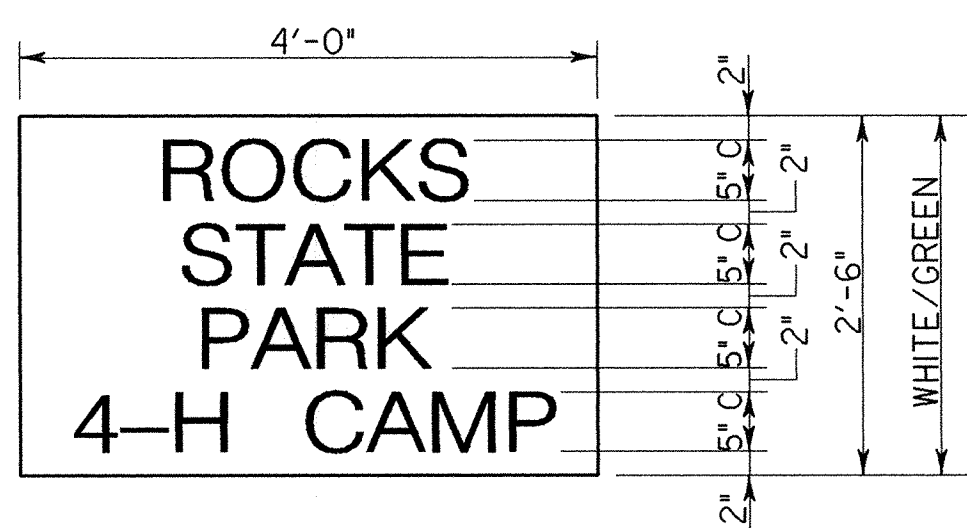 4'-0"
2"
ROCKS
5" C
2"
STATE
5" C
2"
PARK
5" C
2"
4-H CAMP
5" C
2"
2'-6"
WHITE/GREEN